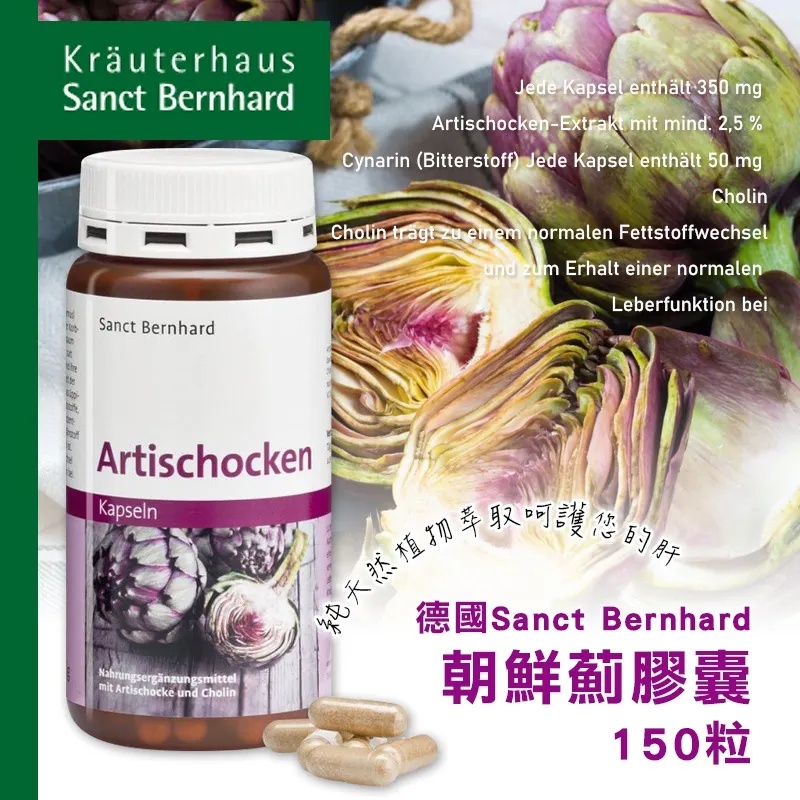 Kräuterhaus
Sanct Bernhard
Jede Kapsel enthält 350 mg
Artischocken-Extrakt mit mind. 2,5 %
Cynarin (Bitterstoff) Jede Kapsel enthält 50 mg
Cholin
Cholin trägt zu einem normalen Fettstoffwechsel
und zum Erhalt einer normalen
Leberfunktion bei
Sanct Bernhard
Artischocken
Kapseln
Nahrungsergänzungsmittel
mit Artischocke und Cholin
純天然植物萃取呵護您的肝
德國Sanct Bernhard
朝鮮薊膠囊
150粒